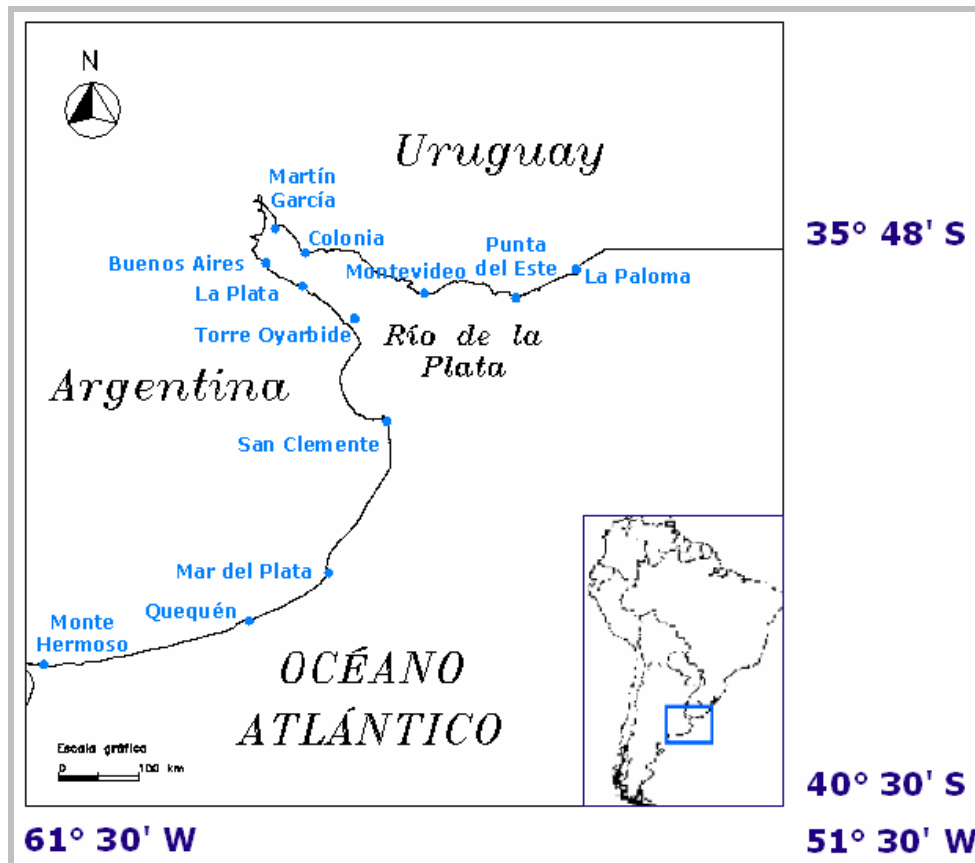 N
Uruguay
Martín
García
Colonia
Punta
del Este
35° 48' S
Buenos Aires
Montevideo
La Paloma
La Plata
Torre Oyarbide
Río de la
Plata
Argentina
San Clemente
Mar del Plata
Quequén
Monte
Hermoso
OCÉANO
ATLÁNTICO
Escala gráfica
0 100 km
40° 30' S
61° 30' W
51° 30' W